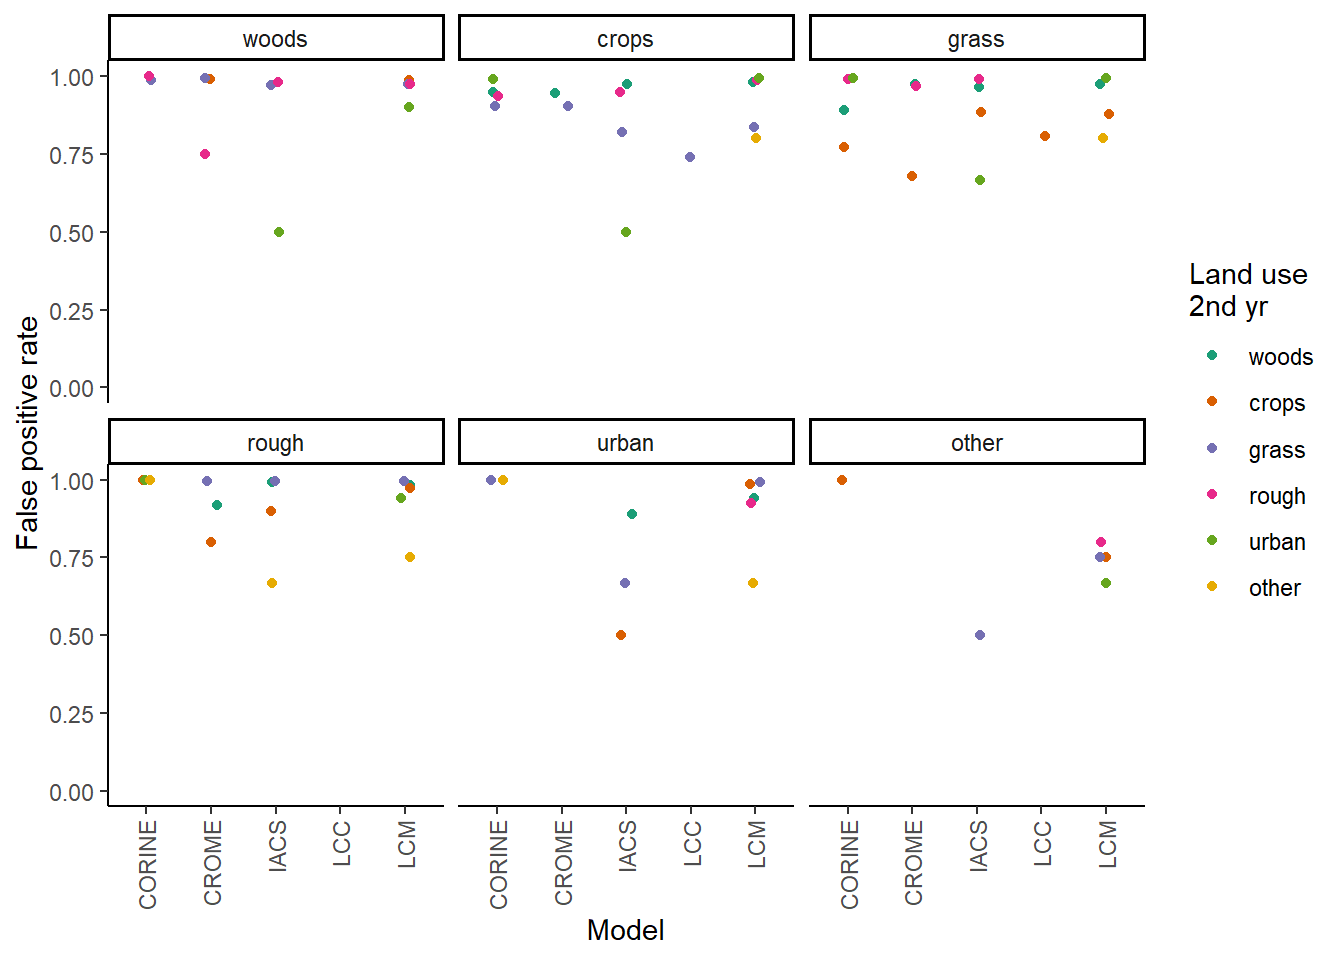 woods
crops
grass
1.00
0.75
0.50
0.25
0.00
False positive rate
rough
urban
other
1.00
0.75
0.50
0.25
0.00
CORINE
CROME
IACS
LCC
LCM
CORINE
CROME
IACS
LCC
LCM
CORINE
CROME
IACS
LCC
LCM
Model
Land use
2nd yr
woods
crops
grass
rough
urban
other